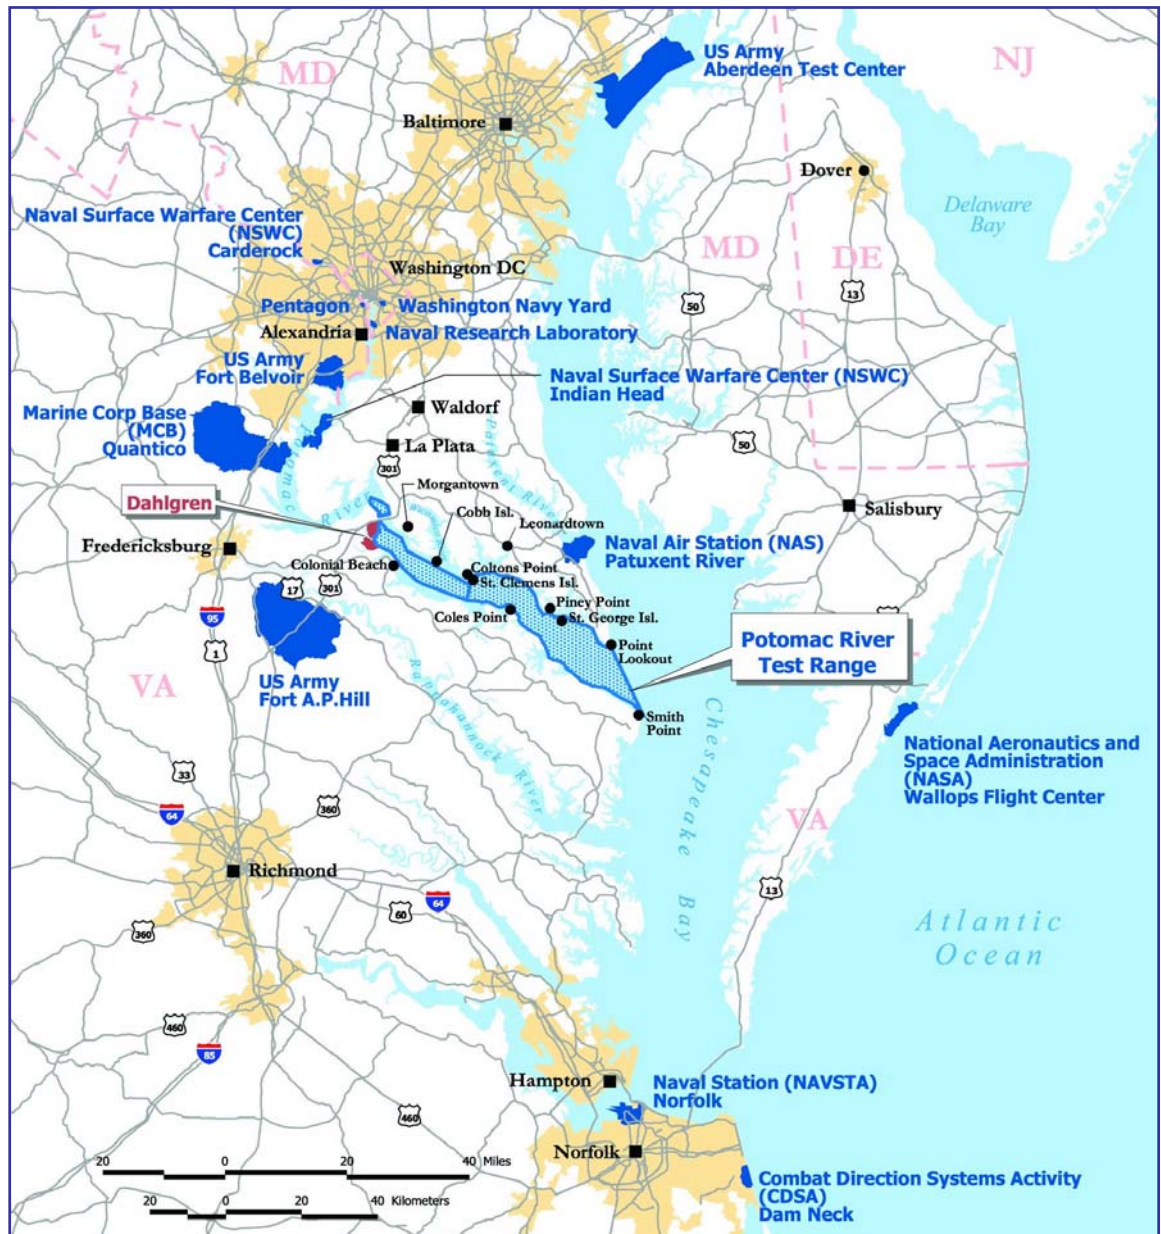 MD
NJ
US Army
Aberdeen Test Center
Baltimore
Dover
Delaware
Bay
Naval Surface Warfare Center
(NSWC)
Carderock
MD
DE
Washington DC
13
50
Pentagon
Washington Navy Yard
Alexandria
Naval Research Laboratory
US Army
Fort Belvoir
Naval Surface Warfare Center (NSWC)
Indian Head
Marine Corp Base
(MCB)
Quantico
Waldorf
La Plata
50
301
Potomac
River
Patuxent River
Morgantown
Dahlgren
Cobb Isl.
Leonardtown
Salisbury
Fredericksburg
Naval Air Station (NAS)
Patuxent River
Colonial Beach
Coltons Point
St. Clemens Isl.
17
301
Piney Point
St. George Isl.
Coles Point
95
1
Point
Lookout
Potomac River
Test Range
VA
US Army
Fort A.P.Hill
Rappahannock River
Smith
Point
Chesapeake Bay
National Aeronautics and
Space Administration
(NASA)
Wallops Flight Center
33
64
360
VA
Richmond
13
64
60
360
Atlantic
Ocean
460
85
Hampton
Naval Station (NAVSTA)
Norfolk
460
Norfolk
20 0 20 40 Miles
20 0 20 40 Kilometers
Combat Direction Systems Activity
(CDSA)
Dam Neck